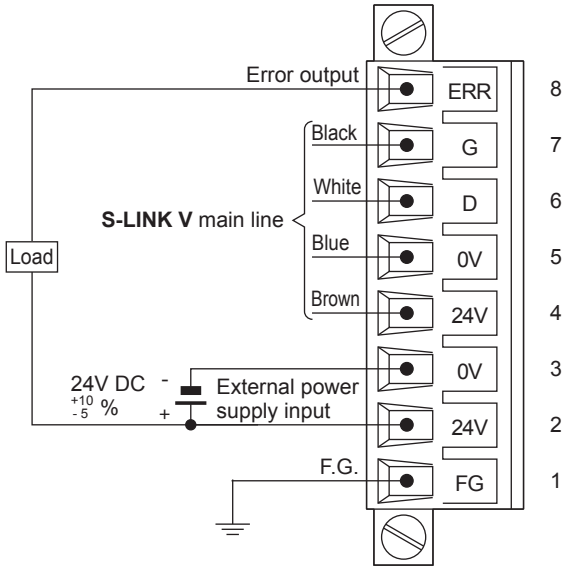 Error output ERR 8
Black G 7
White D 6
S-LINK V main line
Blue 0V 5
Load
Brown 24V 4
0V 3
24V DC - External power
+10
- 5 %
+ supply input 24V 2
F.G. FG 1